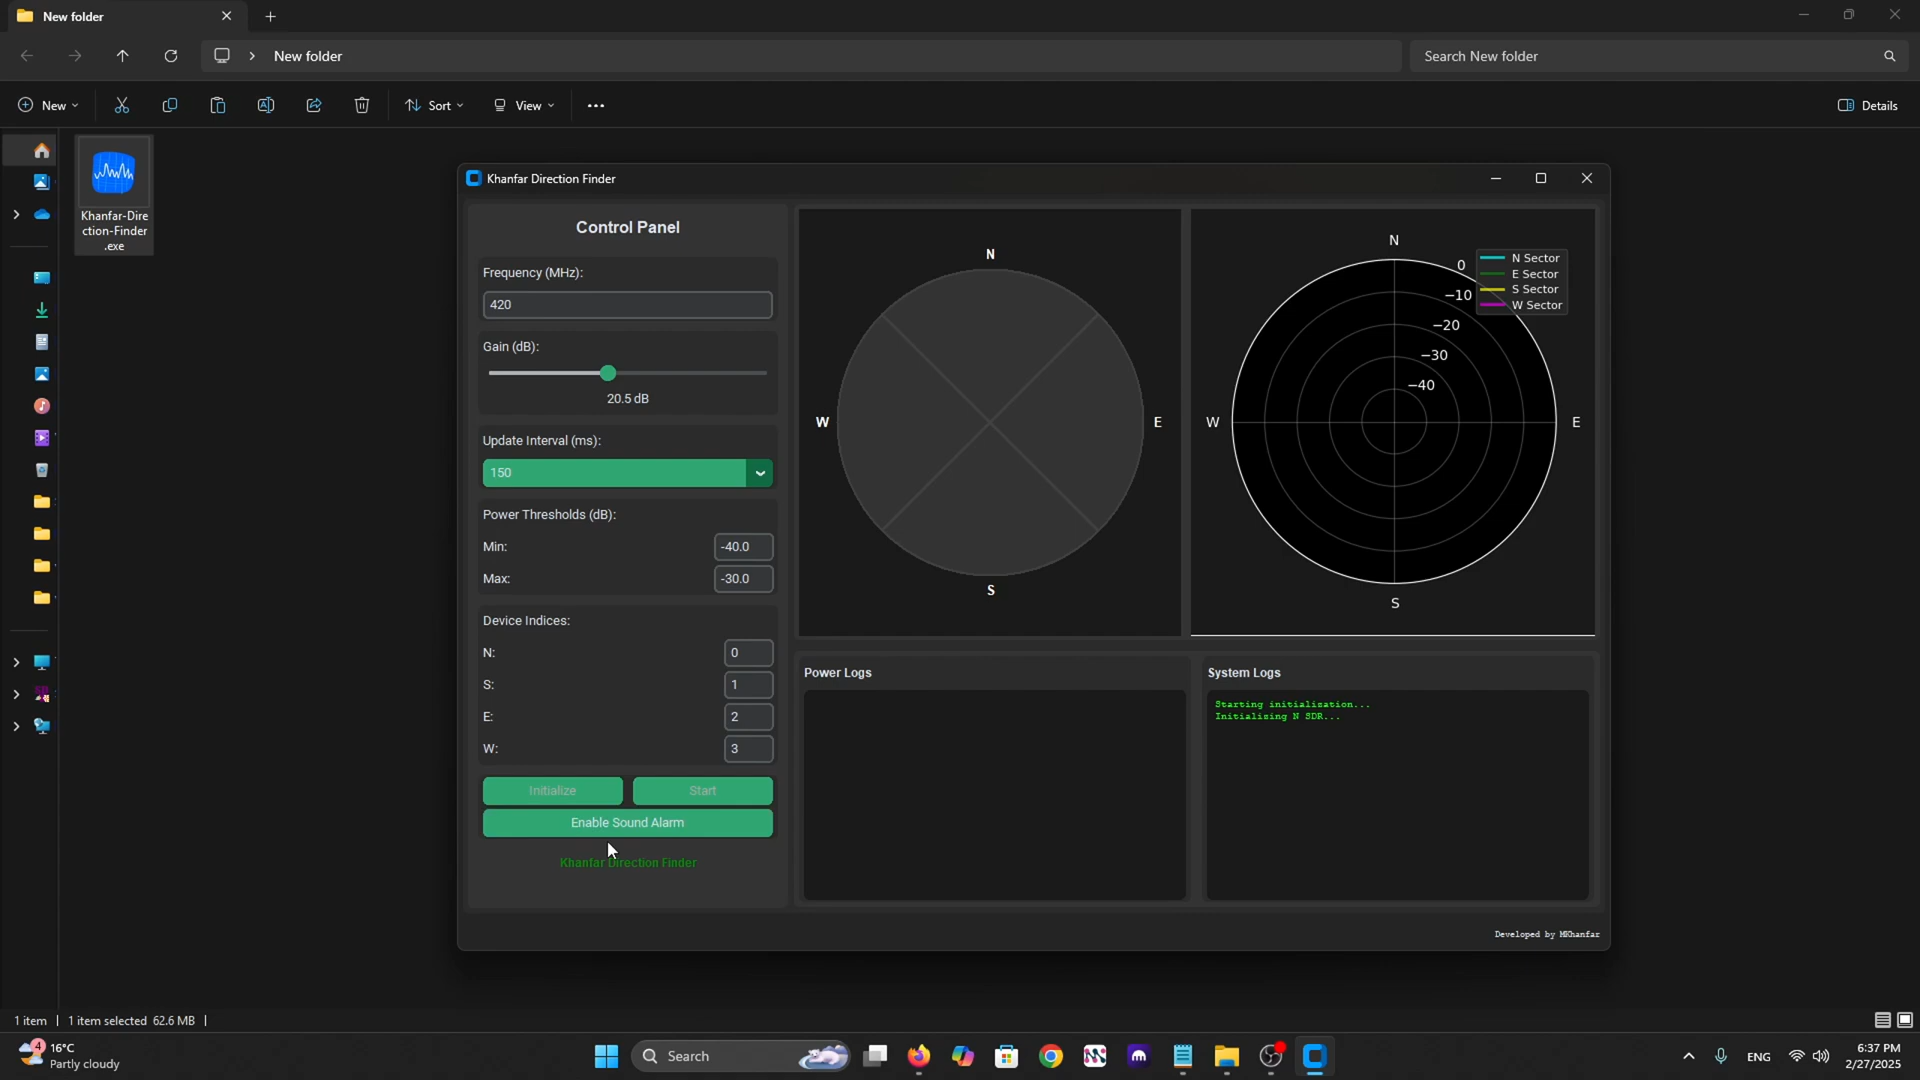 New folder
New folder
Search New folder
New
Sort
View
Details
Khanfar-Dire
ction-Finder
.exe
Khanfar Direction Finder
Control Panel
Frequency (MHz):
420
Gain (dB):
20.5 dB
Update Interval (ms):
150
Power Thresholds (dB):
Min:
-40.0
Max:
-30.0
Device Indices:
N:
0
S:
1
E:
2
W:
3
Initialize
Start
Enable Sound Alarm
Khanfar Direction Finder
N
W
E
S
N
0
−10
−20
−30
−40
W
E
S
N Sector
E Sector
S Sector
W Sector
Power Logs
System Logs
Starting initialization...
Initializing N SDR...
Developed by MKhanfar
1 item
1 item selected 62.6 MB
4
16°C
Partly cloudy
Search
ENG
6:37 PM
2/27/2025